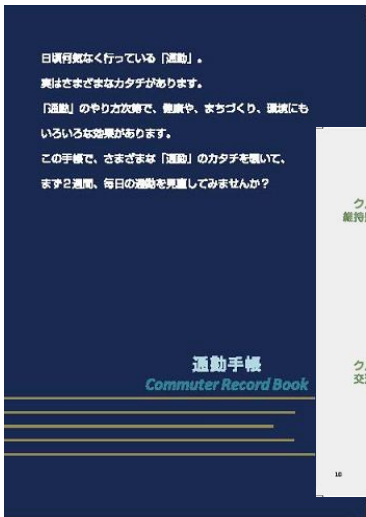 日頃何気なく行っている「通勤」。
実はさまざまなカタチがあります。
「通勤」のやり方次第で、健康や、まちづくり、環境にも
いろいろな効果があります。
この手帳で、さまざまな「通勤」のカタチを覗いて、
まず２週間、毎日の通勤を見直してみませんか？
ク
維持
通勤手帳
Commuter Record Book
ク
交
10